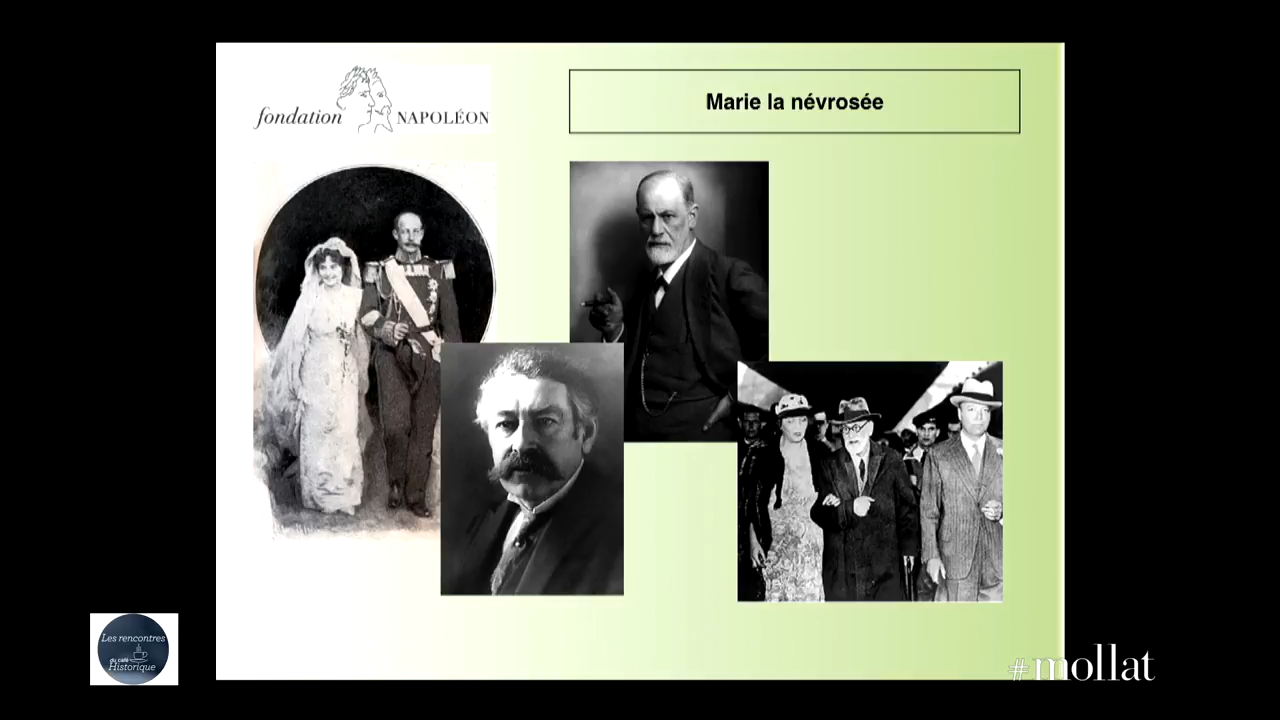 fondation NAPOLÉON
Marie la névrosée
Les rencontres
du café
Historique
#mollat